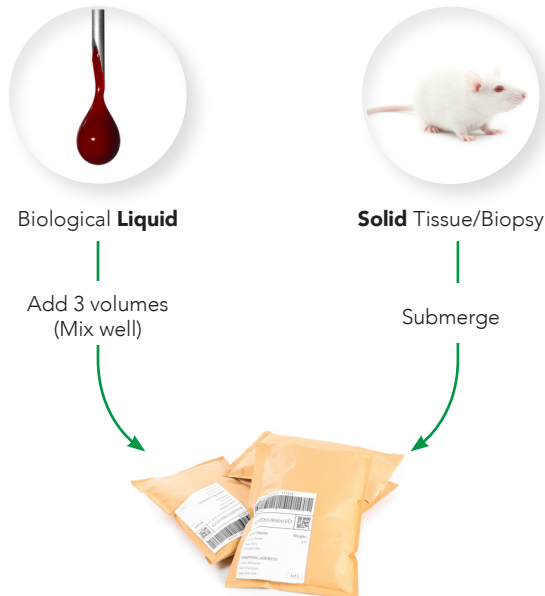 Biological Liquid
Solid Tissue/Biopsy
Add 3 volumes
(Mix well)
Submerge